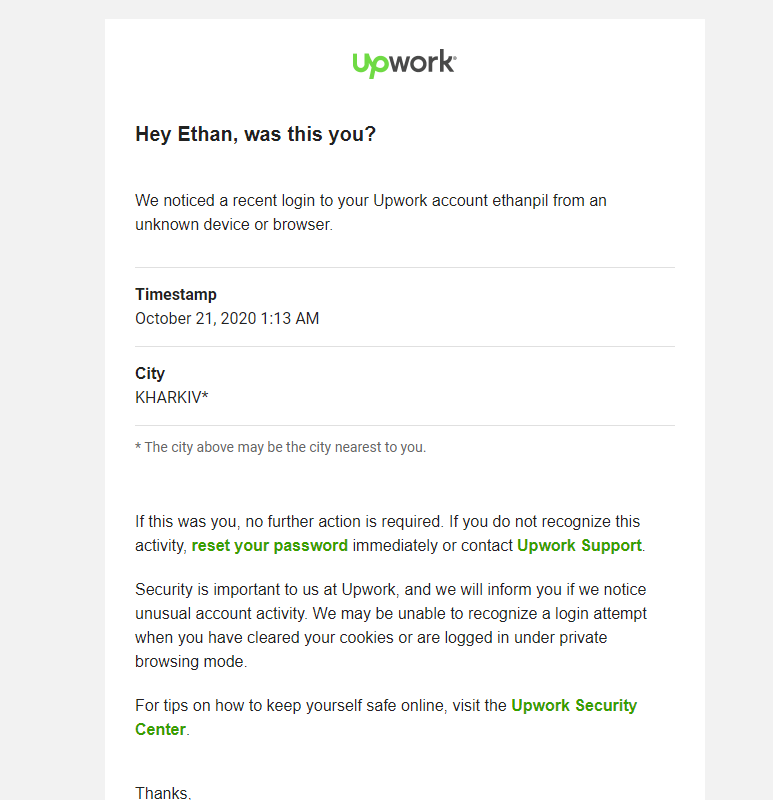 Upwork
Hey Ethan, was this you?
We noticed a recent login to your Upwork account ethanpil from an
unknown device or browser.
Timestamp
October 21, 2020 1:13 AM
City
KHARKIV*
* The city above may be the city nearest to you.
If this was you, no further action is required. If you do not recognize this
activity, reset your password immediately or contact Upwork Support.
Security is important to us at Upwork, and we will inform you if we notice
unusual account activity. We may be unable to recognize a login attempt
when you have cleared your cookies or are logged in under private
browsing mode.
For tips on how to keep yourself safe online, visit the Upwork Security
Center.
Thanks,